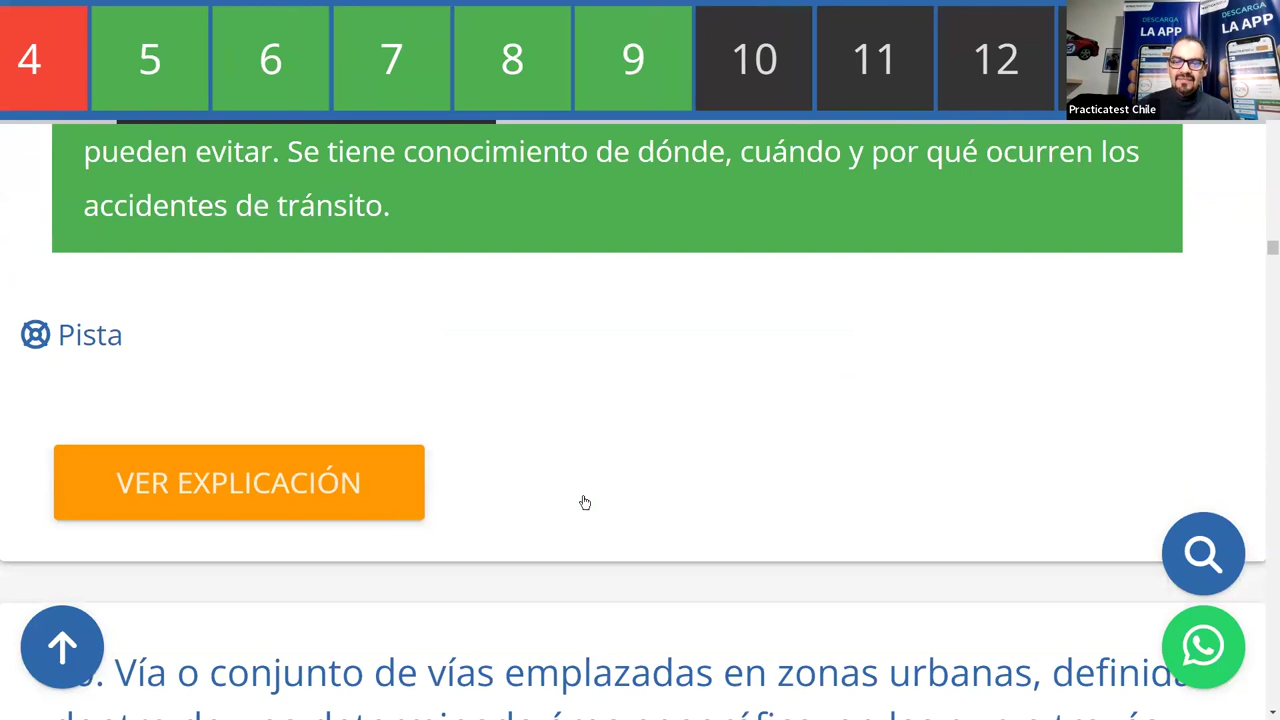 4 5 6 7 8 9 10 11 12
DESCARGA
LA APP
DESCARGA
LA APP
Practicatest Chile
pueden evitar. Se tiene conocimiento de dónde, cuándo y por qué ocurren los
accidentes de tránsito.
Pista
VER EXPLICACIÓN
Vía o conjunto de vías emplazadas en zonas urbanas, definida